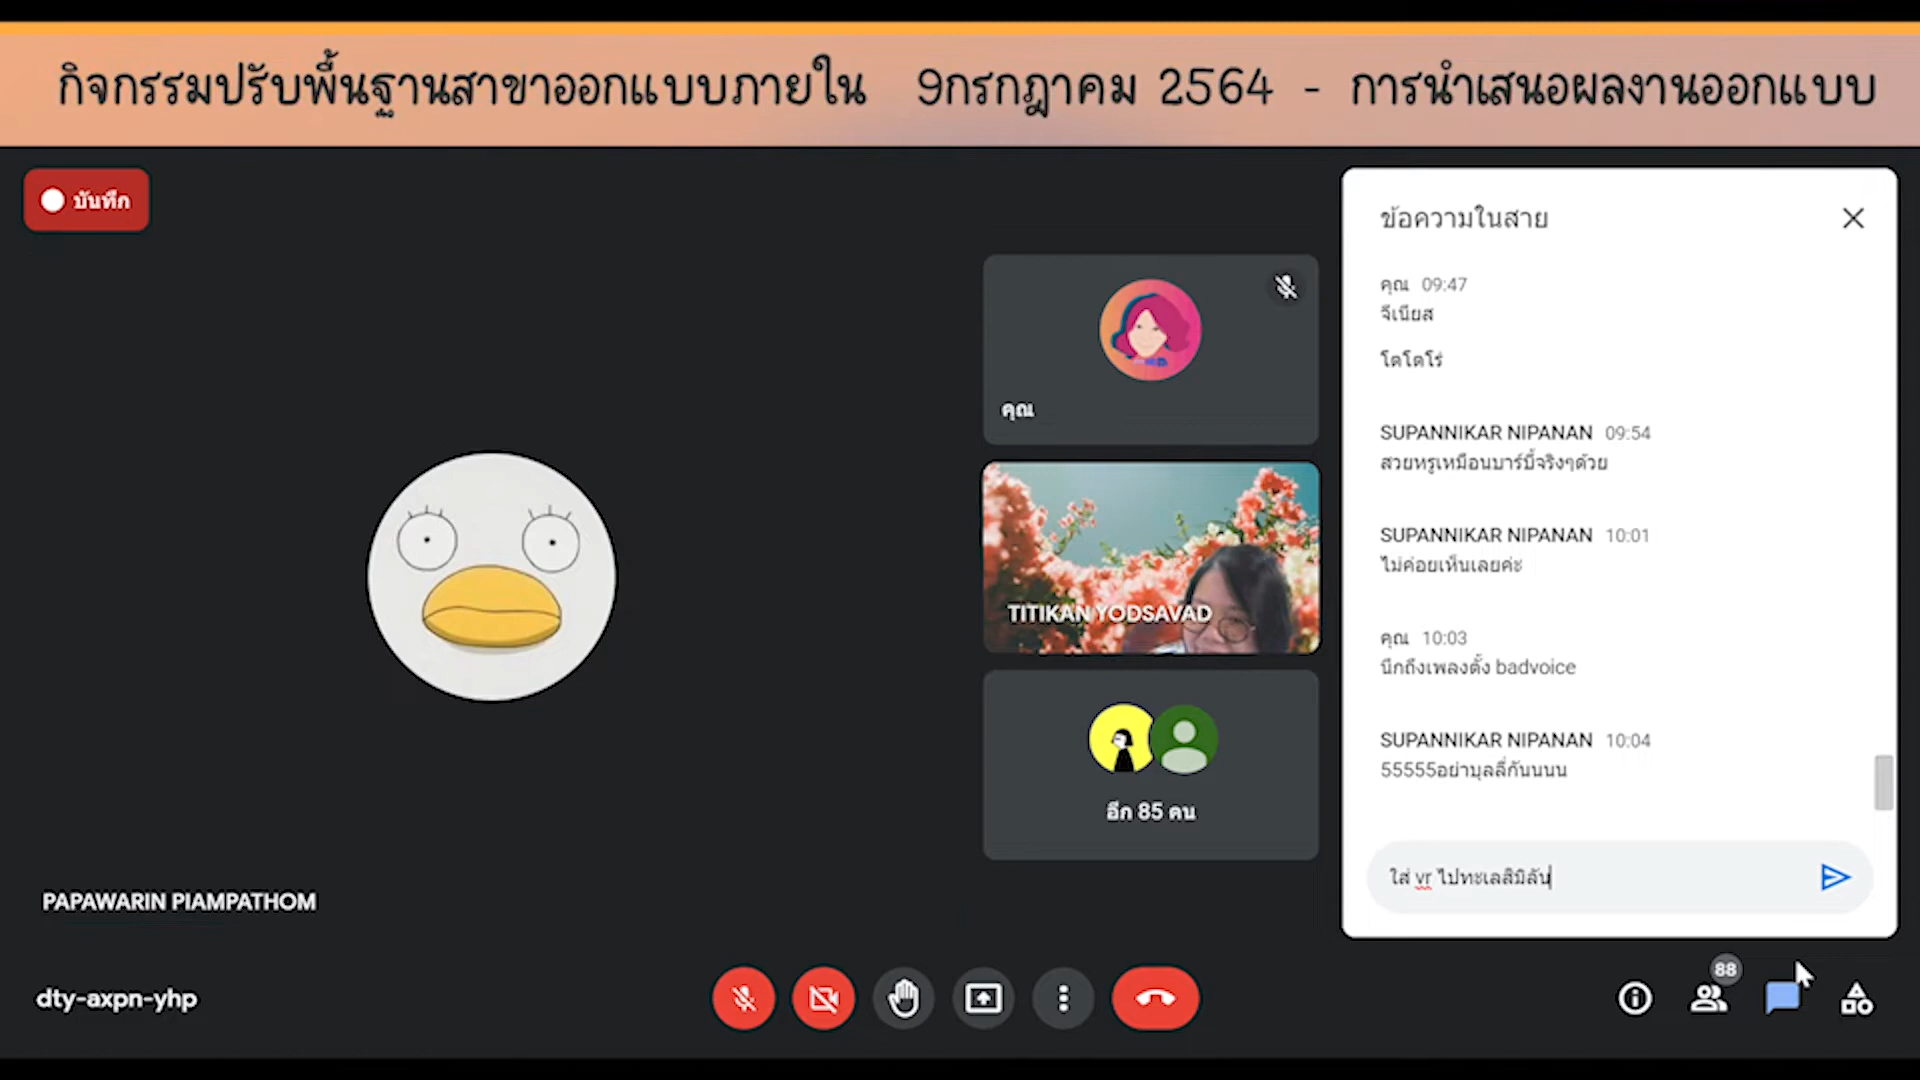 กิจกรรมปรับพื้นฐานสาขาออกแบบภายใน 9กรกฎาคม 2564 - การนำเสนอผลงานออกแบบ
บันทึก
คุณ
TITIKAN YODSAVAD
อีก 85 คน
PAPAWARIN PIAMPATHOM
dty-axpn-yhp
ข้อความในสาย
คุณ 09:47
จีเนียส
โตโตโร่
SUPANNIKAR NIPANAN 09:54
สวยหรูเหมือนบาร์บี้จริงๆด้วย
SUPANNIKAR NIPANAN 10:01
ไม่ค่อยเห็นเลยค่ะ
คุณ 10:03
นึกถึงเพลงดั้ง badvoice
SUPANNIKAR NIPANAN 10:04
55555อย่าบุลลี่กันนนน
ใส่ vr ไปทะเลสิมิลัน
88